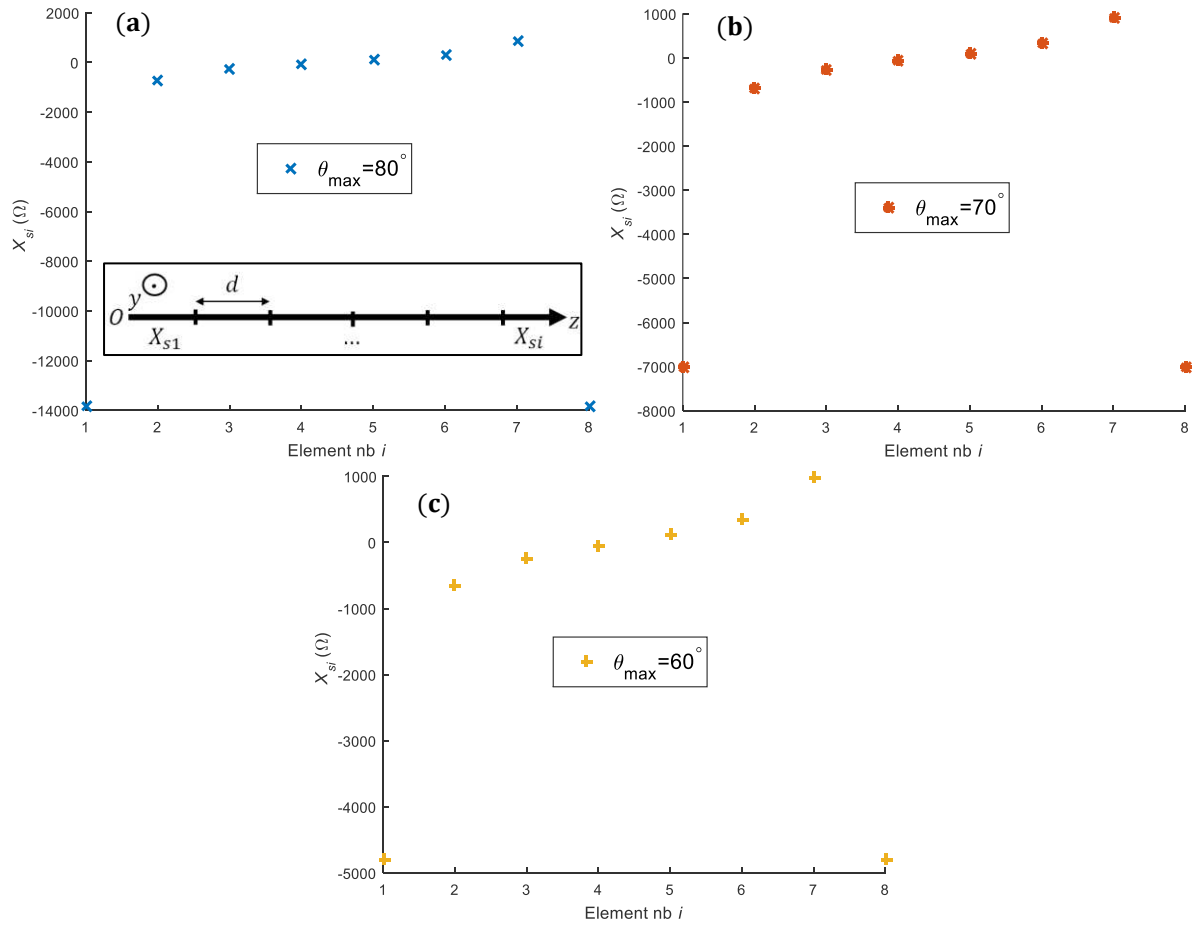 (a)
2000
0
-2000
-4000
-6000
-8000
-10000
-12000
-14000
X_si (Ω)
θ_max=80°
y
d
O
z
X_s1
...
X_si
1 2 3 4 5 6 7 8
Element nb i
(b)
1000
0
-1000
-2000
-3000
-4000
-5000
-6000
-7000
-8000
X_si (Ω)
θ_max=70°
1 2 3 4 5 6 7 8
Element nb i
(c)
1000
0
-1000
-2000
-3000
-4000
-5000
X_si (Ω)
θ_max=60°
1 2 3 4 5 6 7 8
Element nb i